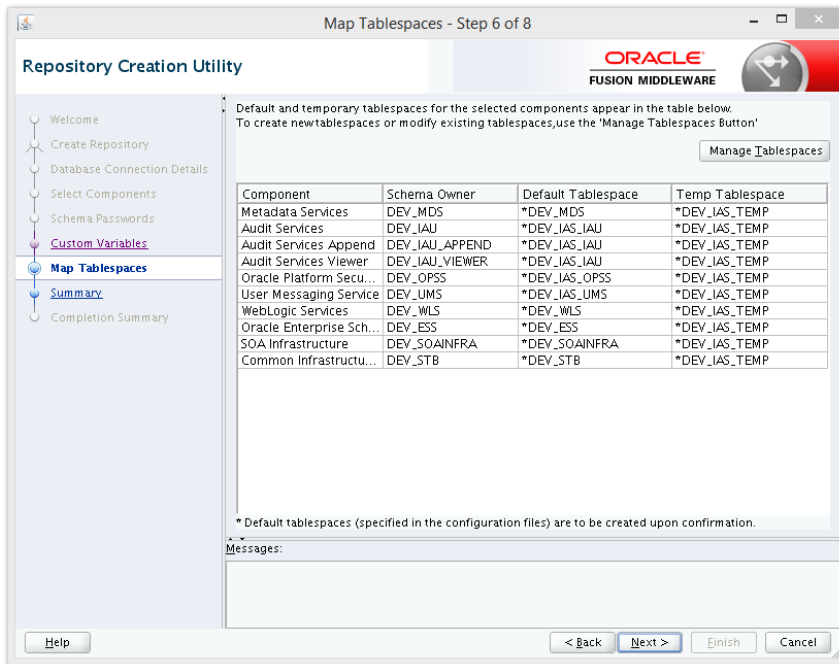 Map Tablespaces - Step 6 of 8
Repository Creation Utility
ORACLE
FUSION MIDDLEWARE
Welcome
Create Repository
Database Connection Details
Select Components
Schema Passwords
Custom Variables
Map Tablespaces
Summary
Completion Summary
Default and temporary tablespaces for the selected components appear in the table below.
To create newtablespaces or modify existing tablespaces,use the 'Manage Tablespaces Button'
Manage Tablespaces
Component Schema Owner Default Tablespace Temp Tablespace
Metadata Services DEV_MDS *DEV_MDS *DEV_IAS_TEMP
Audit Services DEV_IAU *DEV_IAS_IAU *DEV_IAS_TEMP
Audit Services Append DEV_IAU_APPEND *DEV_IAS_IAU *DEV_IAS_TEMP
Audit Services Viewer DEV_IAU_VIEWER *DEV_IAS_IAU *DEV_IAS_TEMP
Oracle Platform Secu... DEV_OPSS *DEV_IAS_OPSS *DEV_IAS_TEMP
User Messaging Service DEV_UMS *DEV_IAS_UMS *DEV_IAS_TEMP
WebLogic Services DEV_WLS *DEV_WLS *DEV_IAS_TEMP
Oracle Enterprise Sch... DEV_ESS *DEV_ESS *DEV_IAS_TEMP
SOA Infrastructure DEV_SOAINFRA *DEV_SOAINFRA *DEV_IAS_TEMP
Common Infrastructu... DEV_STB *DEV_STB *DEV_IAS_TEMP
* Default tablespaces (specified in the configuration files) are to be created upon confirmation.
Messages:
Help
< Back
Next >
Finish
Cancel